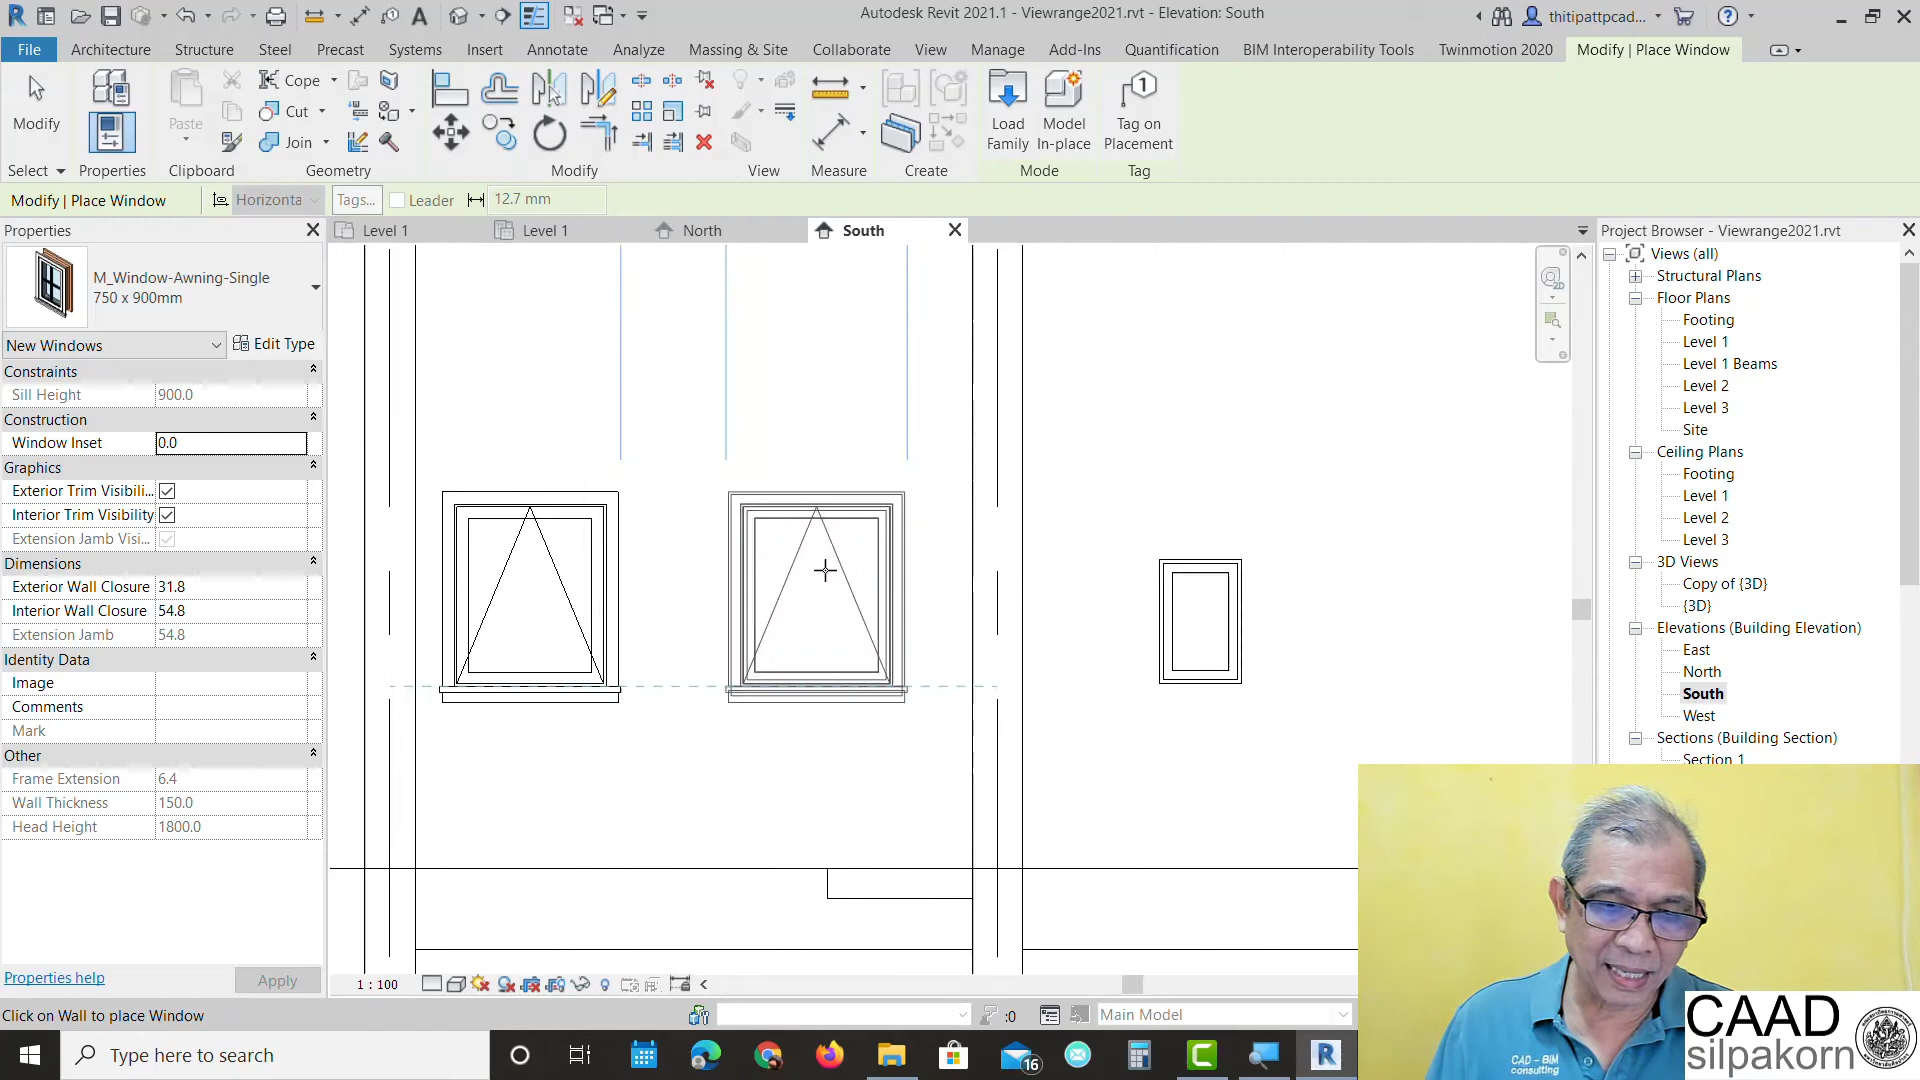 Autodesk Revit 2021.1 - Viewrange2021.rvt - Elevation: South
thitipattpcad...
File Architecture Structure Steel Precast Systems Insert Annotate Analyze Massing & Site Collaborate View Manage Add-Ins Quantification BIM Interoperability Tools Twinmotion 2020 Modify | Place Window
Modify
Paste
Cope
Cut
Join
Load Family
Model In-place
Tag on Placement
Select Properties Clipboard Geometry Modify View Measure Create Mode Tag
Modify | Place Window Horizonta Tags... Leader 12.7 mm
Properties
Level 1 Level 1 North South
Project Browser - Viewrange2021.rvt
M_Window-Awning-Single
750 x 900mm
New Windows Edit Type
Constraints
Sill Height 900.0
Construction
Window Inset 0.0
Graphics
Exterior Trim Visibili...
Interior Trim Visibility
Extension Jamb Visi...
Dimensions
Exterior Wall Closure 31.8
Interior Wall Closure 54.8
Extension Jamb 54.8
Identity Data
Image
Comments
Mark
Other
Frame Extension 6.4
Wall Thickness 150.0
Head Height 1800.0
Properties help Apply
2D
Views (all)
Structural Plans
Floor Plans
Footing
Level 1
Level 1 Beams
Level 2
Level 3
Site
Ceiling Plans
Footing
Level 1
Level 2
Level 3
3D Views
Copy of {3D}
{3D}
Elevations (Building Elevation)
East
North
South
West
Sections (Building Section)
Section 1
1 : 100
Click on Wall to place Window :0 Main Model
Type here to search
16
CAD - BIM
consulting
CAAD
silpakorn